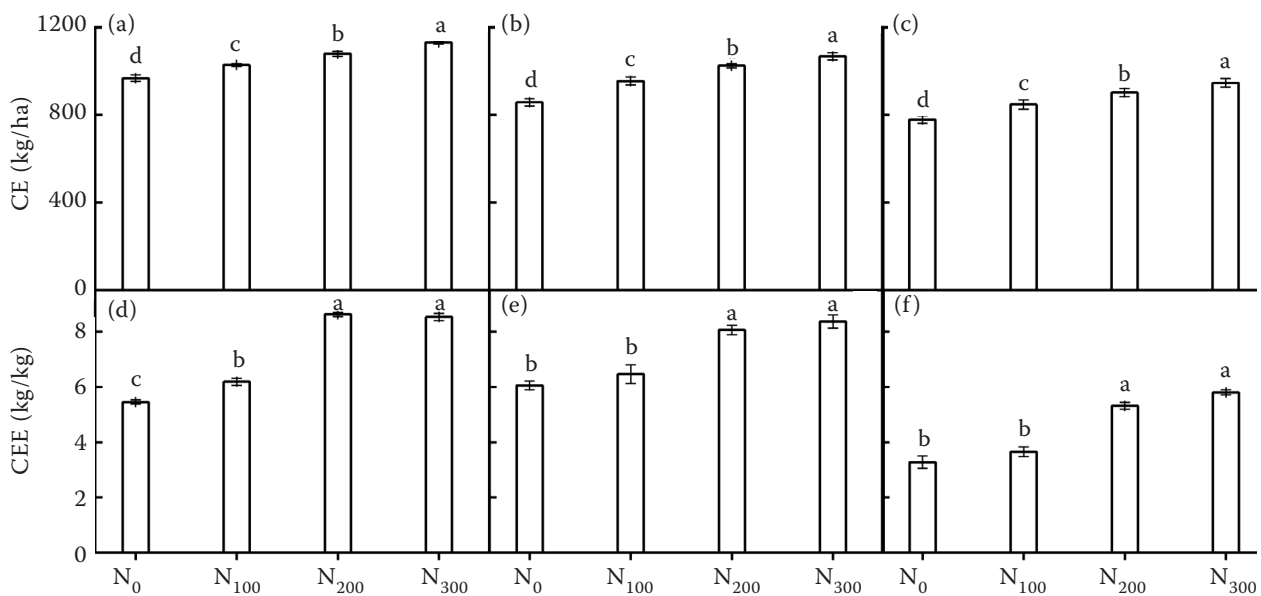 1200 (a) (b) (c)
a
b
c
d
a
b
c
d
a
b
c
d
800
400
0
CE (kg/ha)
(d) (e) (f)
a
a
b
c
a
a
b
b
a
a
b
b
8
6
4
2
0
CEE (kg/kg)
N0 N100 N200 N300 N0 N100 N200 N300 N0 N100 N200 N300